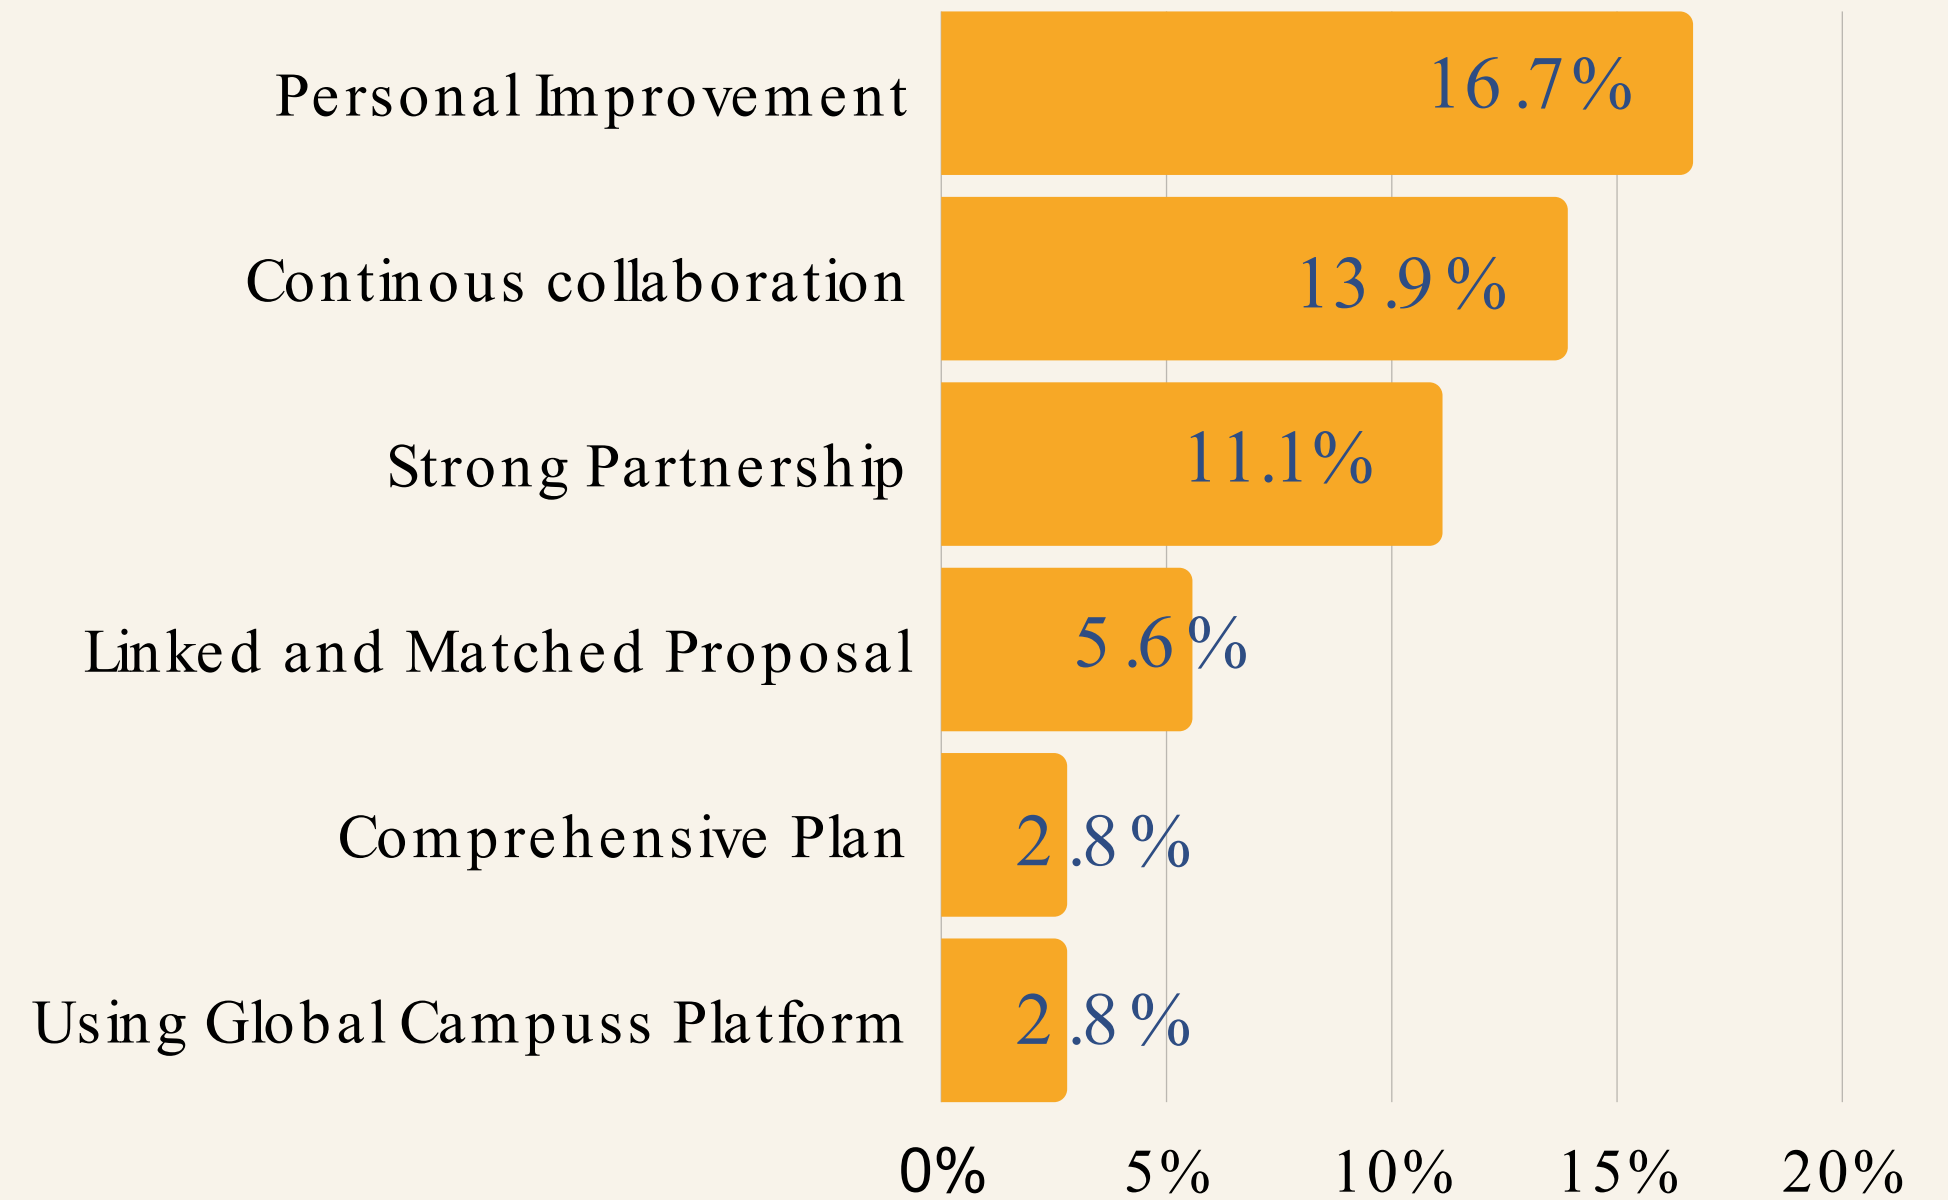 Personal Improvement 16.7%
Continous collaboration 13.9%
Strong Partnership 11.1%
Linked and Matched Proposal 5.6%
Comprehensive Plan 2.8%
Using Global Campuss Platform 2.8%
0% 5% 10% 15% 20%